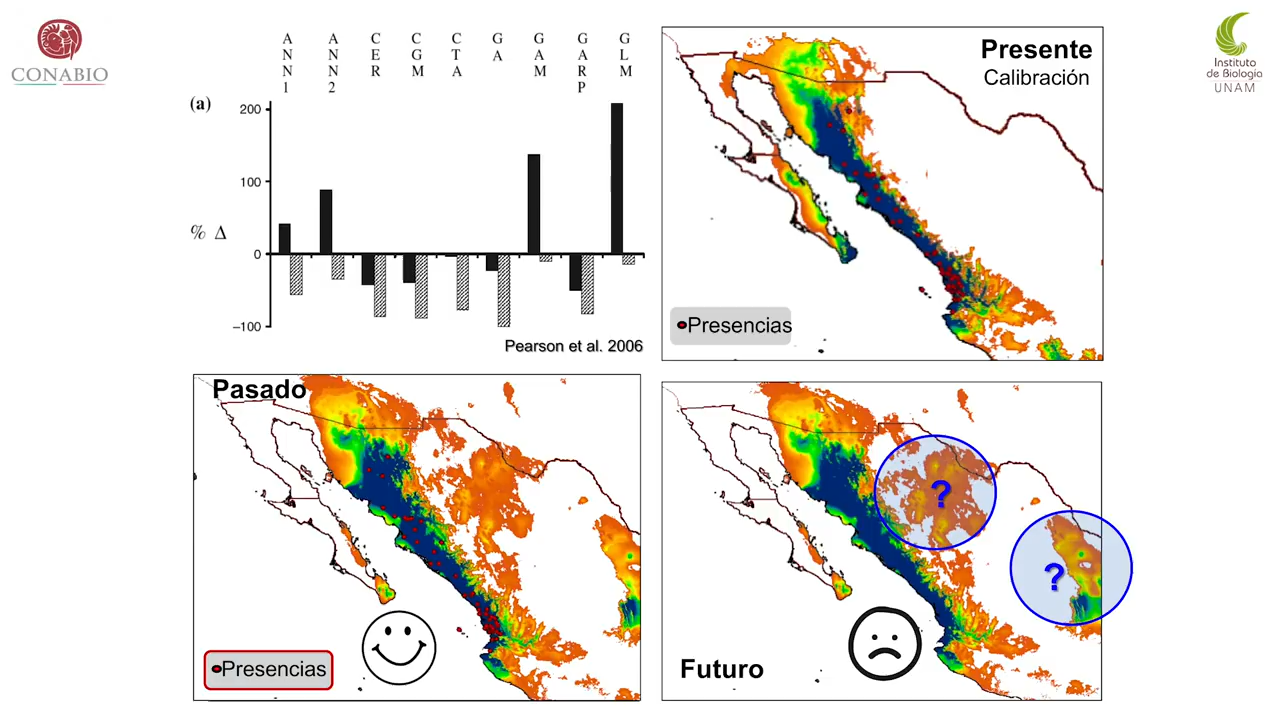 CONABIO
ANN1
ANN2
CER
CGM
CTA
GA
GAM
GARP
GLM
(a)
200
100
% Δ
0
–100
Pearson et al. 2006
Presente
Calibración
Presencias
Instituto
de Biología
UNAM
Pasado
Presencias
?
?
Futuro